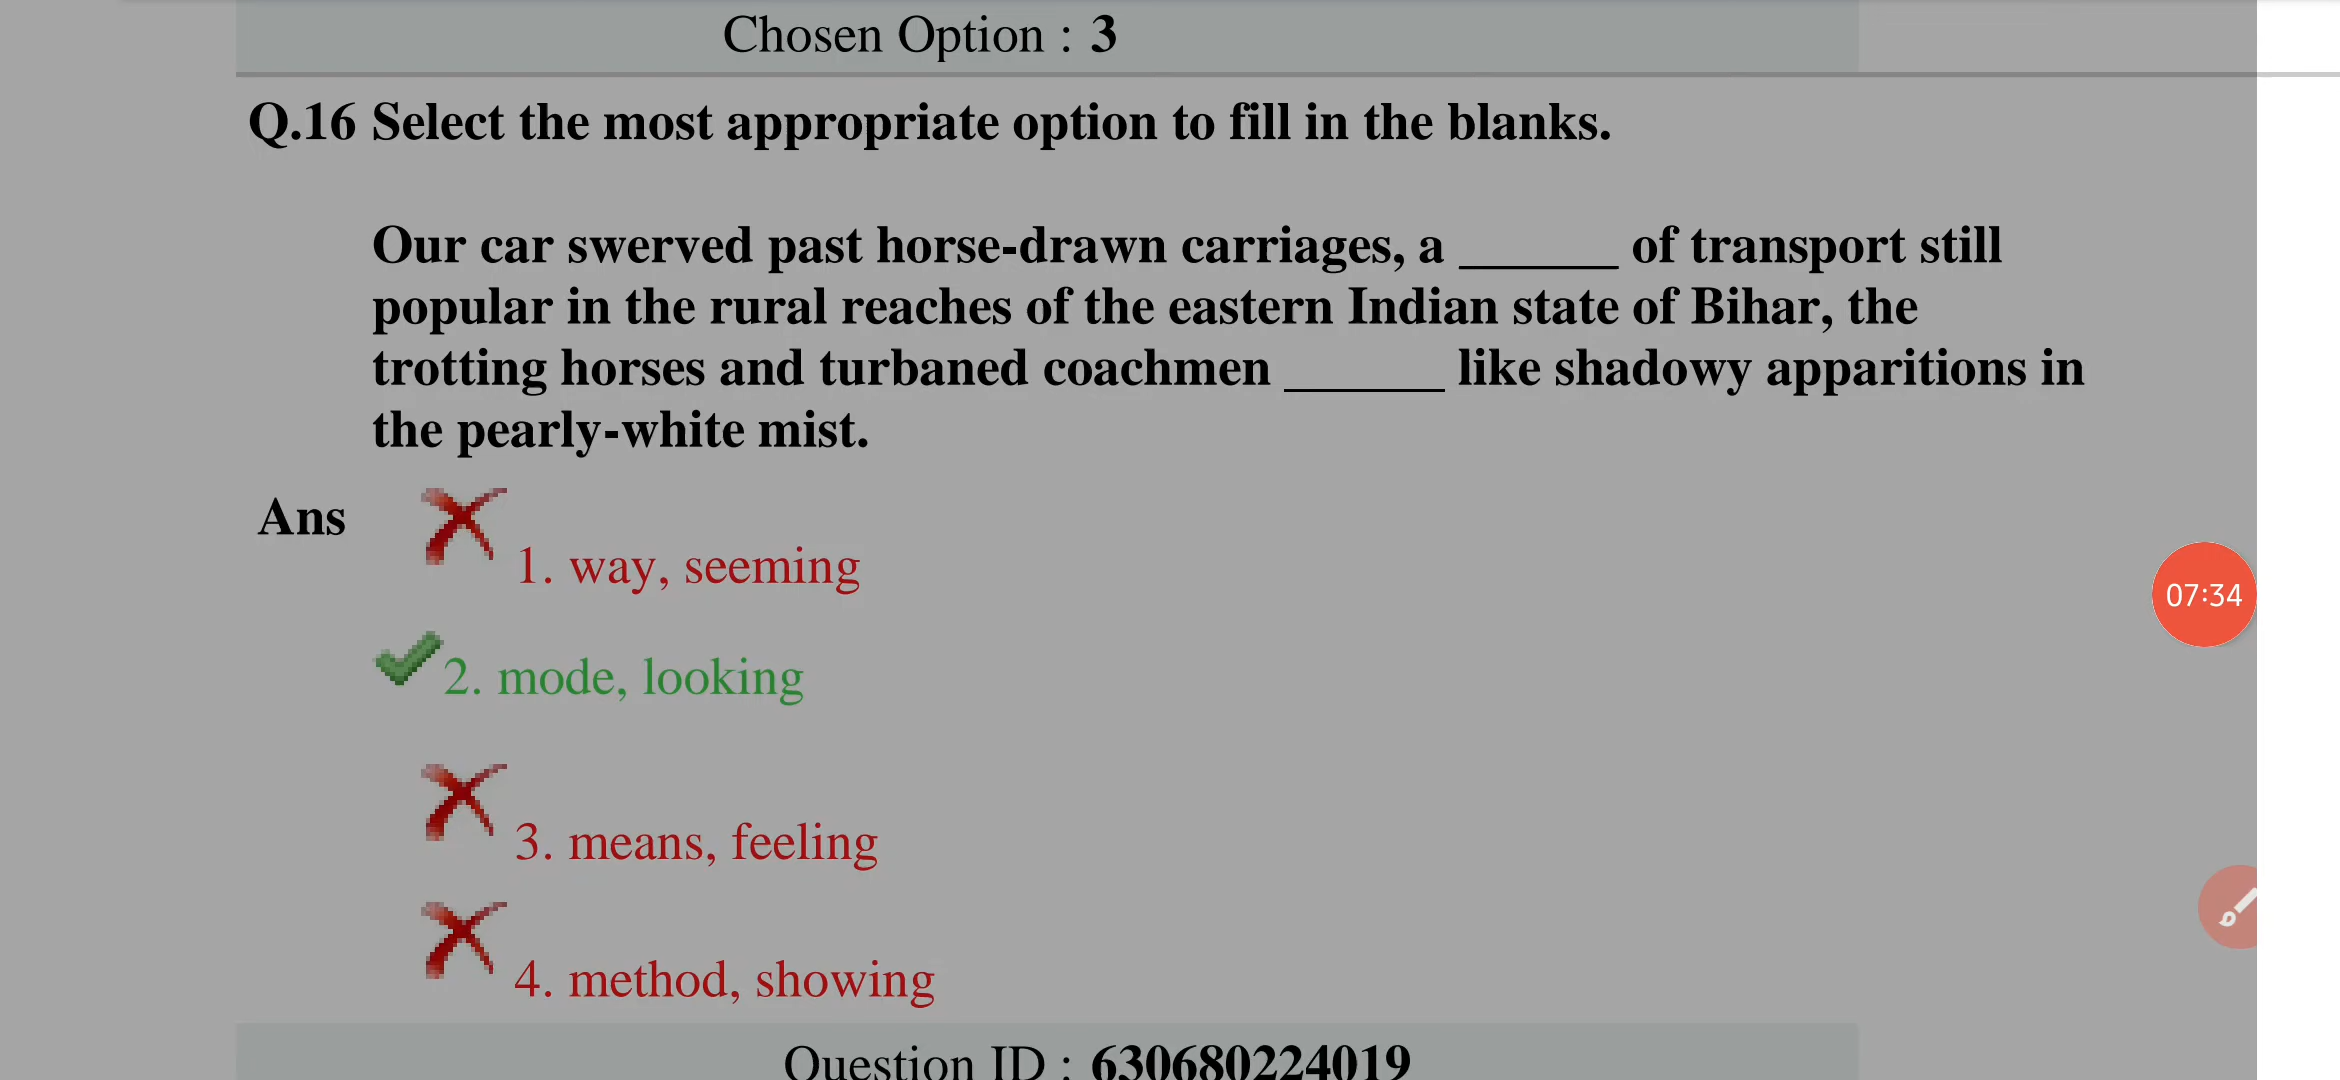 Chosen Option : 3
Q.16 Select the most appropriate option to fill in the blanks.
Our car swerved past horse-drawn carriages, a ______ of transport still
popular in the rural reaches of the eastern Indian state of Bihar, the
trotting horses and turbaned coachmen ______ like shadowy apparitions in
the pearly-white mist.
Ans
1. way, seeming
07:34
2. mode, looking
3. means, feeling
4. method, showing
Question ID : 630680224019